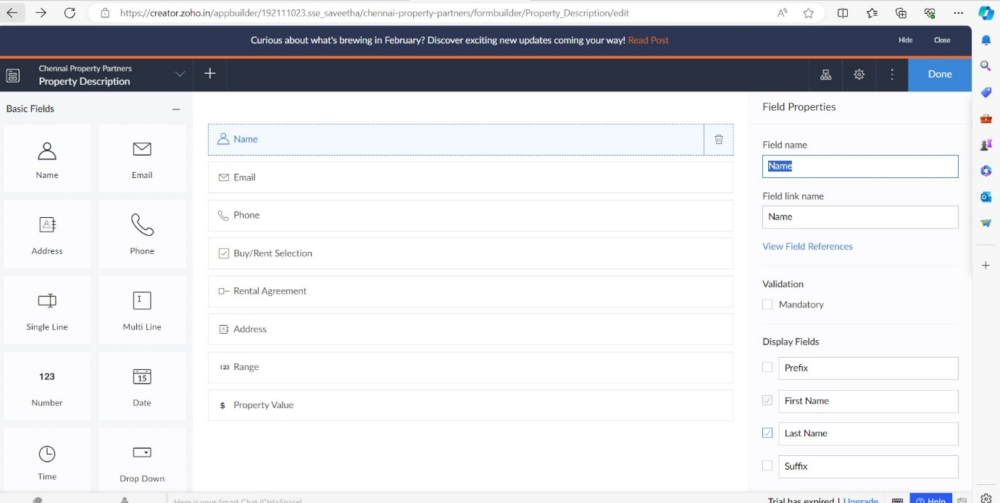 https://creator.zoho.in/appbuilder/192111023.sse_saveetha/chennai-property-partners/formbuilder/Property_Description/edit
Curious about what's brewing in February? Discover exciting new updates coming your way! Read Post
Hide
Close
Chennai Property Partners
Property Description
Done
Basic Fields
Name
Email
Address
Phone
Single Line
Multi Line
123
Number
15
Date
Time
Drop Down
Name
Email
Phone
Buy/Rent Selection
Rental Agreement
Address
123 Range
$ Property Value
Field Properties
Field name
Name
Field link name
Name
View Field References
Validation
Mandatory
Display Fields
Prefix
First Name
Last Name
Suffix
Here is your Smart Chat (Ctrl+Space)
Trial has expired | Upgrade
Help